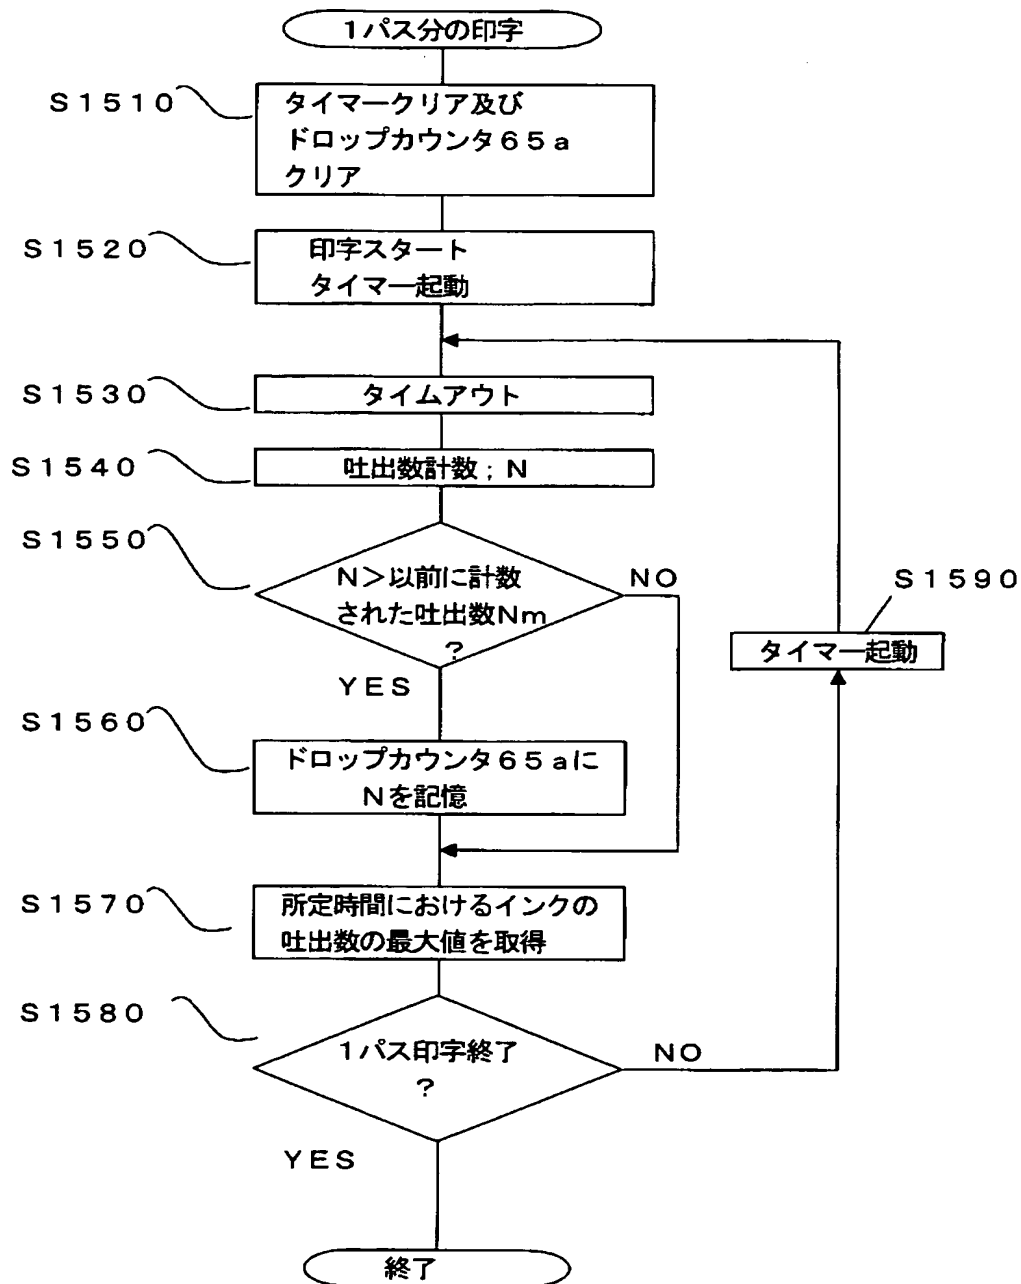 1パス分の印字
S1510
タイマークリア及び
ドロップカウンタ65a
クリア
S1520
印字スタート
タイマー起動
S1530
タイムアウト
S1540
吐出数計数;N
S1550
N>以前に計数
された吐出数Nm
?
NO
YES
S1590
タイマー起動
S1560
ドロップカウンタ65aに
Nを記憶
S1570
所定時間におけるインクの
吐出数の最大値を取得
S1580
1パス印字終了
?
NO
YES
終了